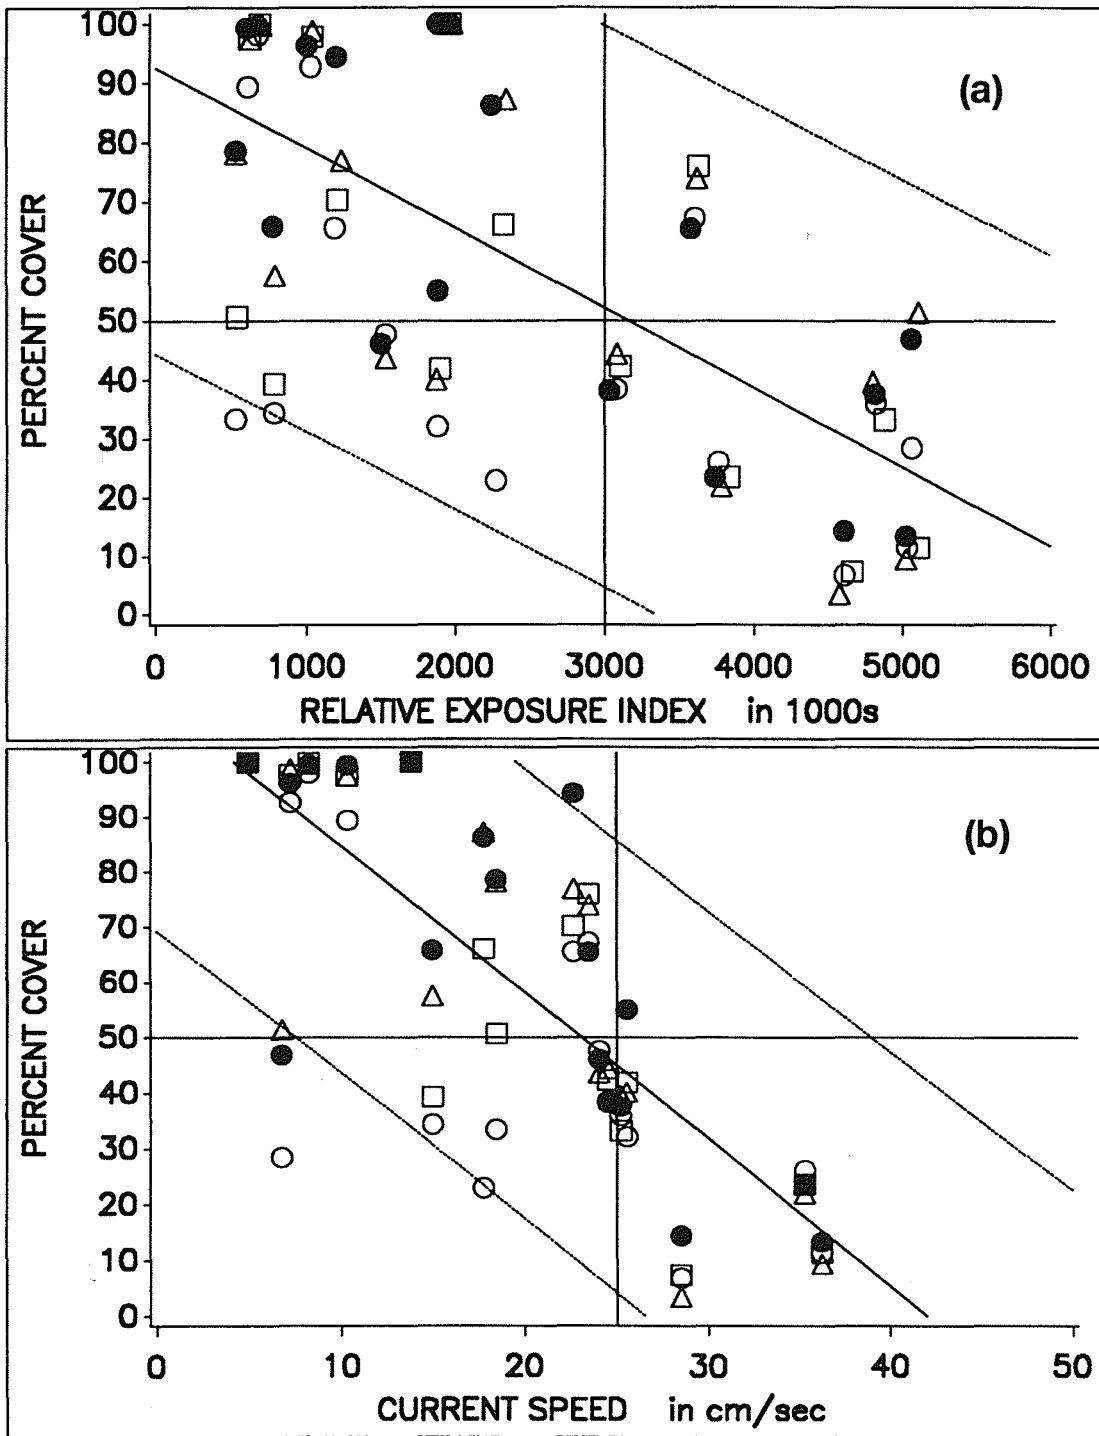 100
90
80
70
60
50
40
30
20
10
0
PERCENT COVER
(a)
0 1000 2000 3000 4000 5000 6000
RELATIVE EXPOSURE INDEX in 1000s
100
90
80
70
60
50
40
30
20
10
0
PERCENT COVER
(b)
0 10 20 30 40 50
CURRENT SPEED in cm/sec